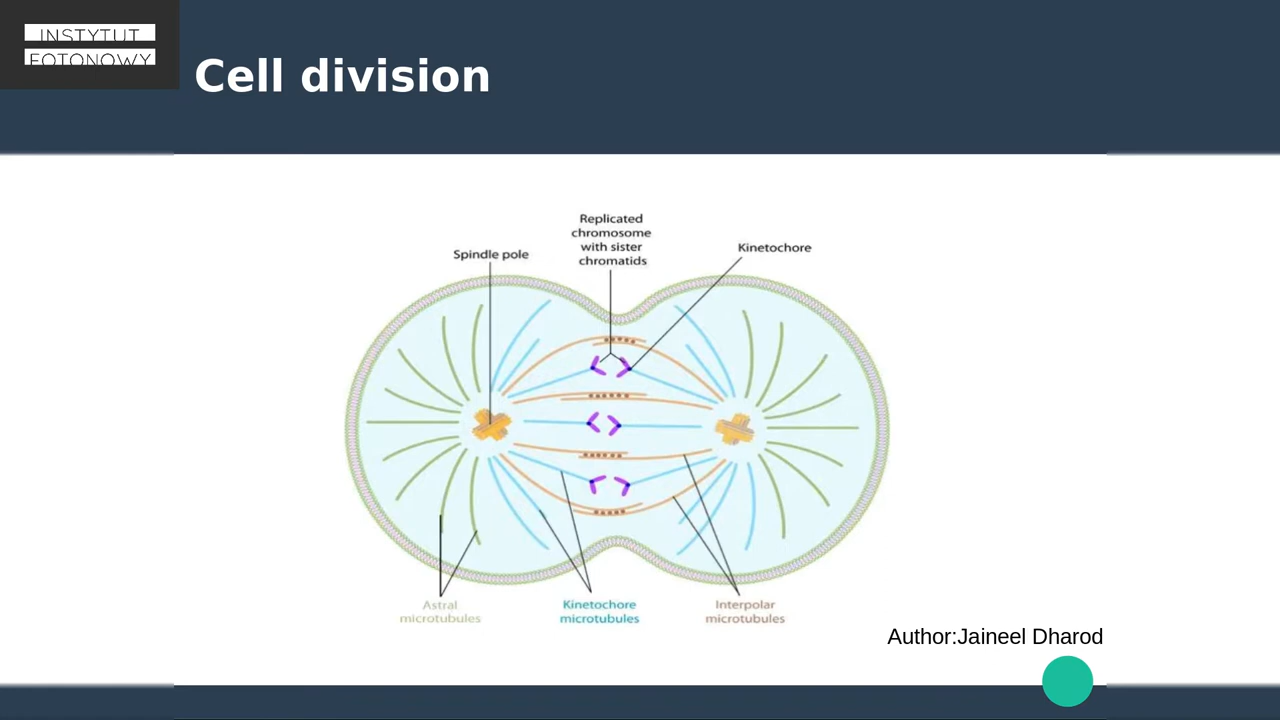 INSTYTUT
FOTONOWY
Cell division
Replicated
chromosome
with sister
chromatids
Kinetochore
Spindle pole
Astral
microtubules
Kinetochore
microtubules
Interpolar
microtubules
Author:Jaineel Dharod